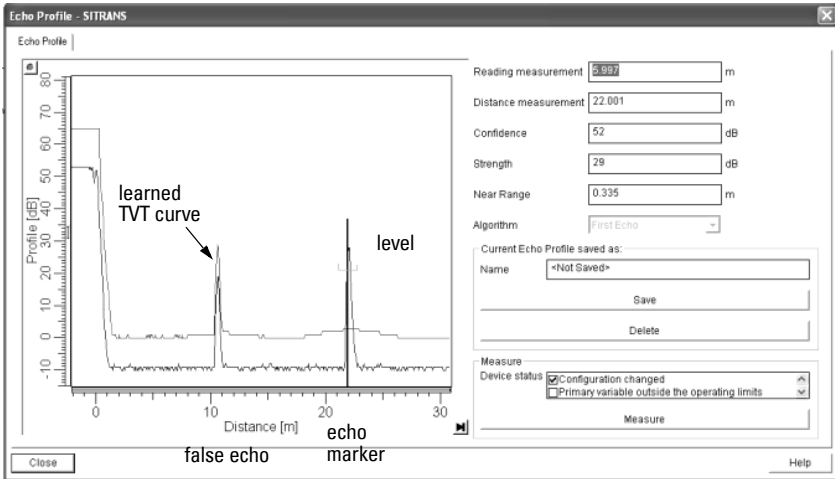 Echo Profile - SITRANS
Echo Profile
Reading measurement 5.997 m
Distance measurement 22.001 m
Confidence 52 dB
Strength 29 dB
Near Range 0.335 m
Algorithm First Echo
Current Echo Profile saved as:
Name <Not Saved>
Save
Delete
Measure
Device status Configuration changed
Primary variable outside the operating limits
Measure
Profile [dB]
80
70
60
50
40
30
20
10
0
-10
learned
TVT curve
level
0 10 20 30
Distance [m]
false echo
echo
marker
Close
Help